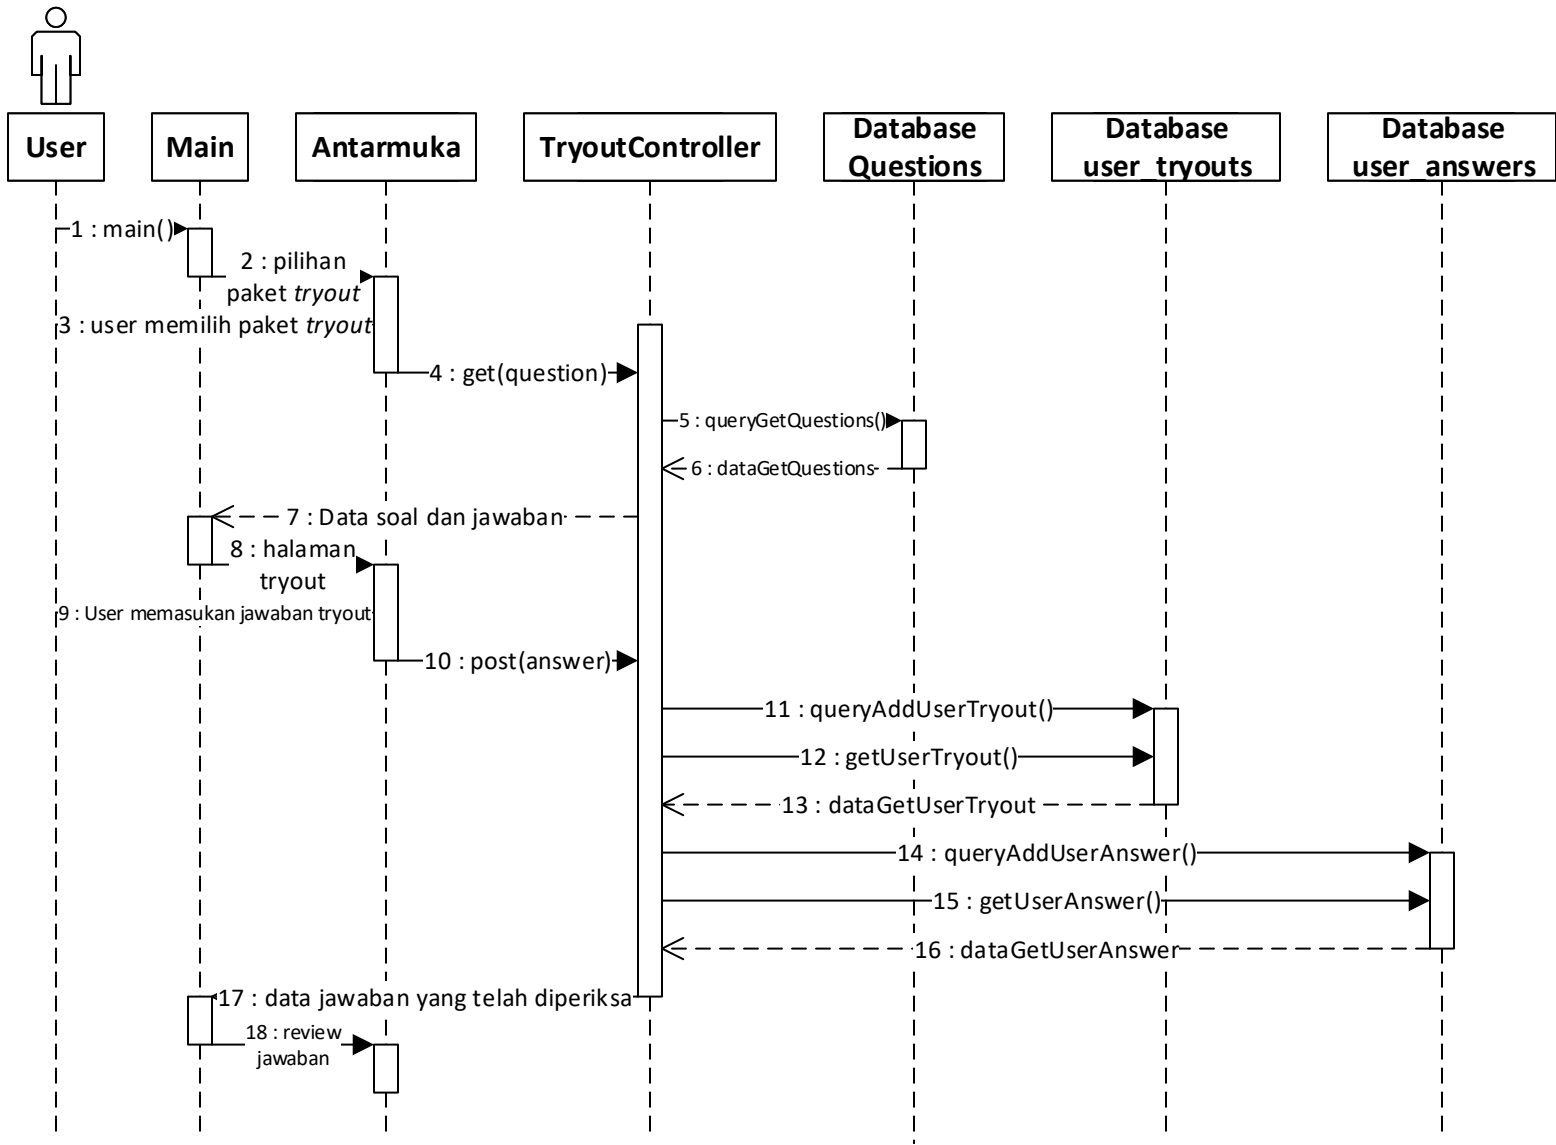 User
Main
Antarmuka
TryoutController
Database
Questions
Database
user_tryouts
Database
user_answers
1 : main()
2 : pilihan
paket tryout
3 : user memilih paket tryout
4 : get(question)
5 : queryGetQuestions()
6 : dataGetQuestions
7 : Data soal dan jawaban
8 : halaman
tryout
9 : User memasukan jawaban tryout
10 : post(answer)
11 : queryAddUserTryout()
12 : getUserTryout()
13 : dataGetUserTryout
14 : queryAddUserAnswer()
15 : getUserAnswer()
16 : dataGetUserAnswer
17 : data jawaban yang telah diperiksa
18 : review
jawaban